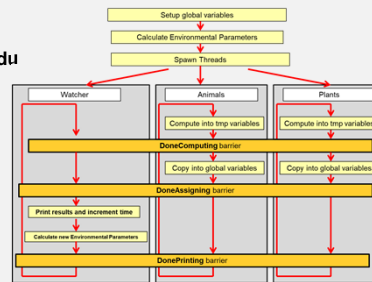 Setup global variables
Calculate Environmental Parameters
du
Spawn Threads
Watcher
Animals
Plants
Compute into tmp variables
Compute into tmp variables
DoneComputing barrier
Copy into global variables
Copy into global variables
DoneAssigning barrier
Print results and increment time
Calculate new Environmental Parameters
DonePrinting barrier